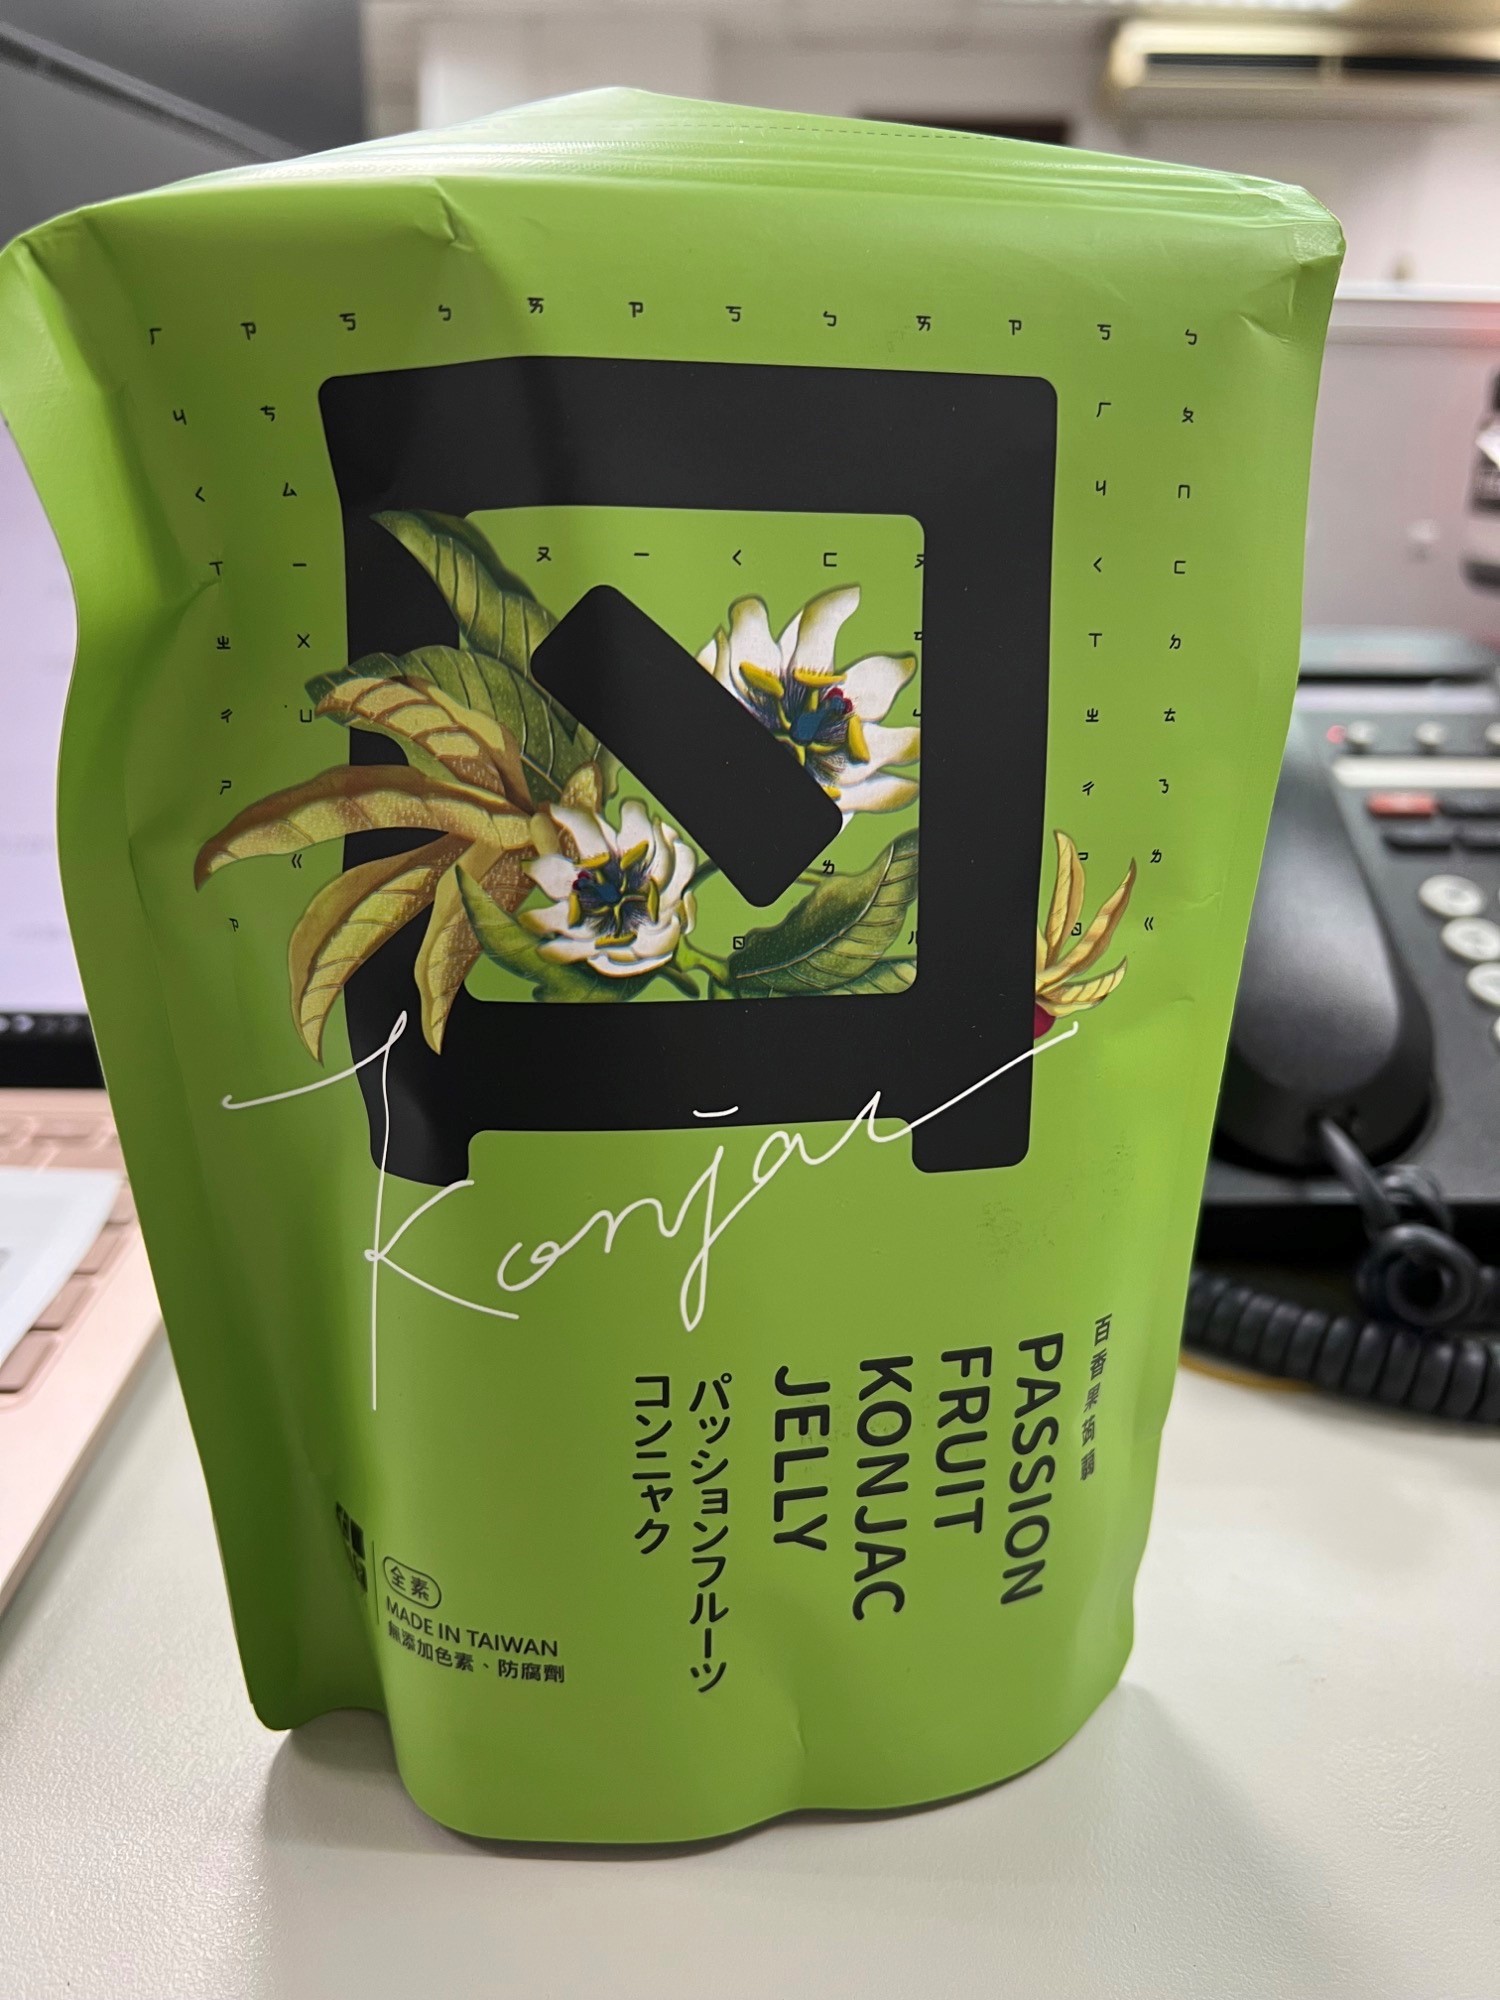 ㄏ ㄗ ㄎ ㄣ ㄞ ㄗ ㄎ ㄣ ㄞ ㄗ ㄎ ㄣ
ㄐ ㄘ ㄏ ㄆ
ㄑ ㄙ ㄐ ㄇ
ㄒ ㄧ ㄡ ㄧ ㄑ ㄈ ㄑ ㄈ
ㄓ ㄨ ㄒ ㄉ
ㄔ ㄩ ㄓ ㄊ
ㄕ ㄔ ㄋ
ㄍ ㄌ ㄌ
ㄗ ㄖ ㄍ
ㄖ
Konjac
百香果蒟蒻
PASSION
FRUIT
KONJAC
JELLY
パッションフルーツ
コンニャク
全素
MADE IN TAIWAN
無添加色素、防腐劑